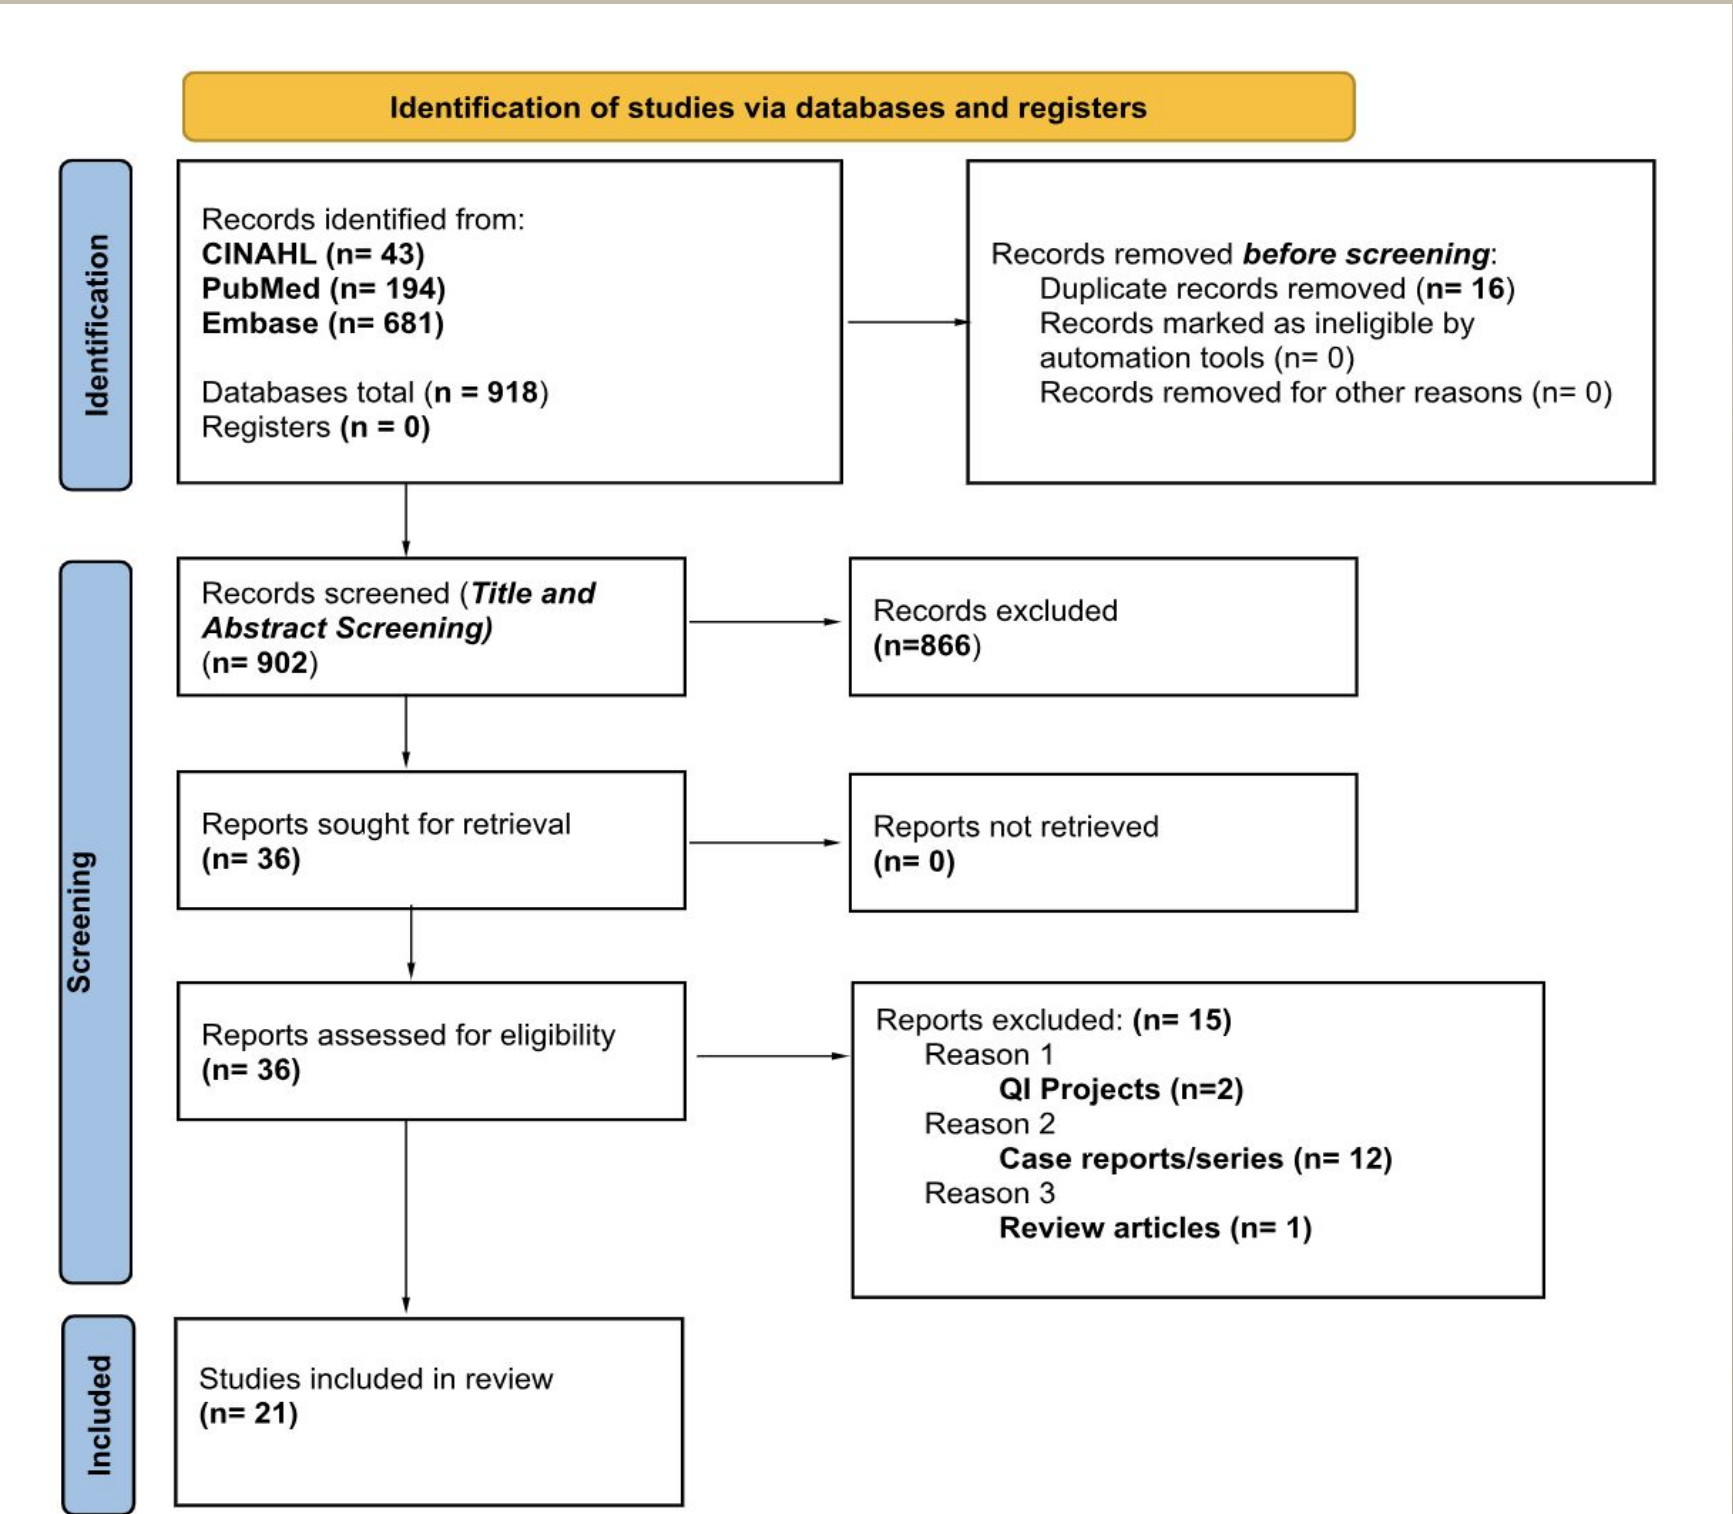 Identification of studies via databases and registers
Identification
Records identified from:
CINAHL (n= 43)
PubMed (n= 194)
Embase (n= 681)
Databases total (n = 918)
Registers (n = 0)
Records removed before screening:
Duplicate records removed (n= 16)
Records marked as ineligible by
automation tools (n= 0)
Records removed for other reasons (n= 0)
Screening
Records screened (Title and
Abstract Screening)
(n= 902)
Records excluded
(n=866)
Reports sought for retrieval
(n= 36)
Reports not retrieved
(n= 0)
Reports assessed for eligibility
(n= 36)
Reports excluded: (n= 15)
Reason 1
QI Projects (n=2)
Reason 2
Case reports/series (n= 12)
Reason 3
Review articles (n= 1)
Included
Studies included in review
(n= 21)